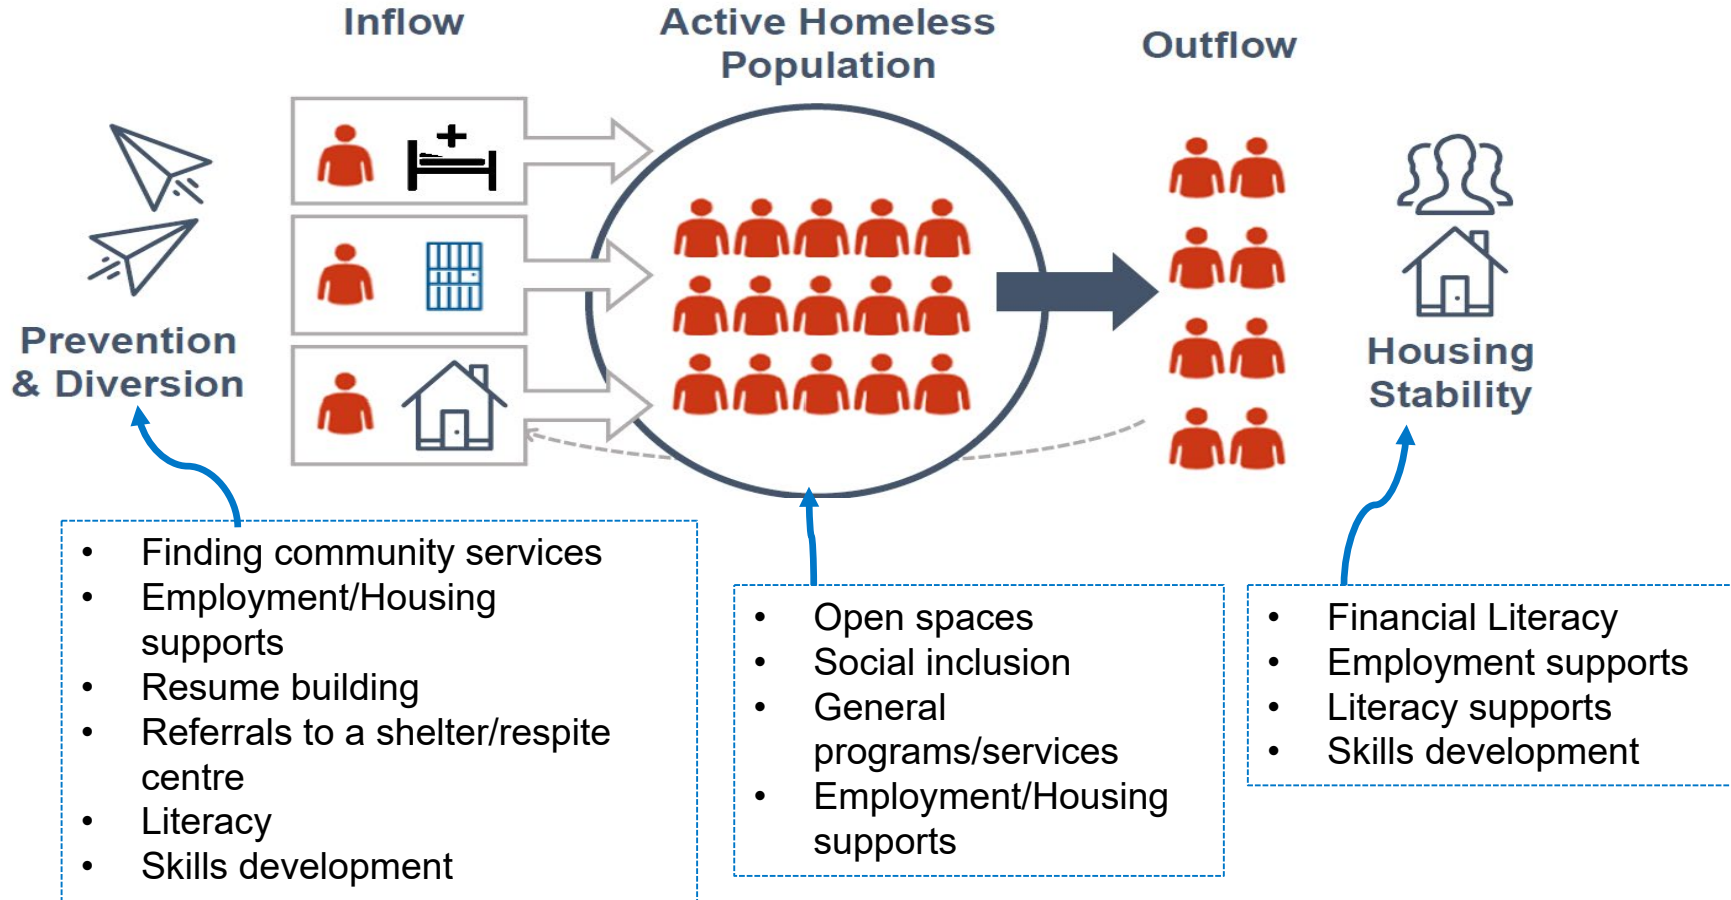 Inflow
Active Homeless
Population
Outflow
Prevention
& Diversion
Housing
Stability
• Finding community services
• Employment/Housing
supports
• Resume building
• Referrals to a shelter/respite
centre
• Literacy
• Skills development
• Open spaces
• Social inclusion
• General
programs/services
• Employment/Housing
supports
• Financial Literacy
• Employment supports
• Literacy supports
• Skills development